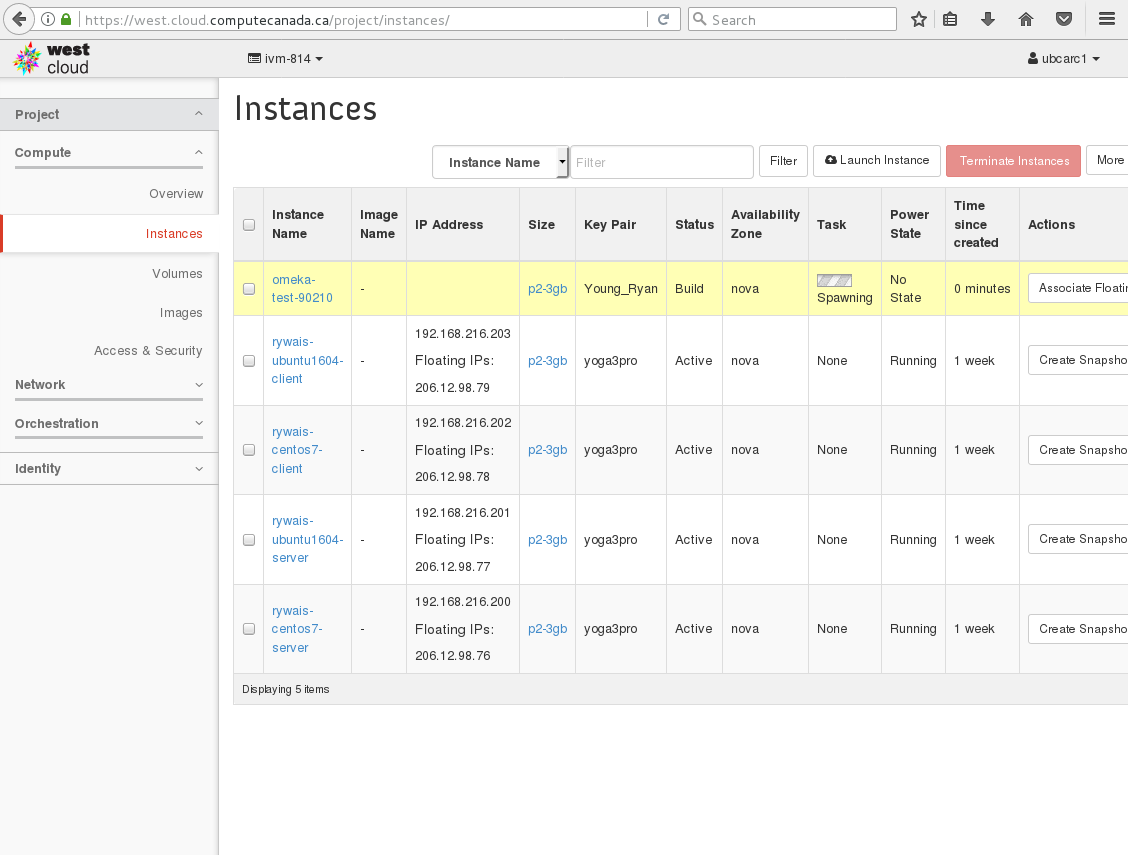 https://west.cloud.computecanada.ca/project/instances/
Search
west
cloud
ivm-814
ubcarc1
Project
Compute
Overview
Instances
Volumes
Images
Access & Security
Network
Orchestration
Identity
Instances
Instance Name
Filter
Filter
Launch Instance
Terminate Instances
More
Instance
Name
Image
Name
IP Address
Size
Key Pair
Status
Availability
Zone
Task
Power
State
Time
since
created
Actions
omeka-
test-90210
-
p2-3gb
Young_Ryan
Build
nova
Spawning
No
State
0 minutes
Associate Floatin
rywais-
ubuntu1604-
client
-
192.168.216.203
Floating IPs:
206.12.98.79
p2-3gb
yoga3pro
Active
nova
None
Running
1 week
Create Snapsho
rywais-
centos7-
client
-
192.168.216.202
Floating IPs:
206.12.98.78
p2-3gb
yoga3pro
Active
nova
None
Running
1 week
Create Snapsho
rywais-
ubuntu1604-
server
-
192.168.216.201
Floating IPs:
206.12.98.77
p2-3gb
yoga3pro
Active
nova
None
Running
1 week
Create Snapsho
rywais-
centos7-
server
-
192.168.216.200
Floating IPs:
206.12.98.76
p2-3gb
yoga3pro
Active
nova
None
Running
1 week
Create Snapsho
Displaying 5 items